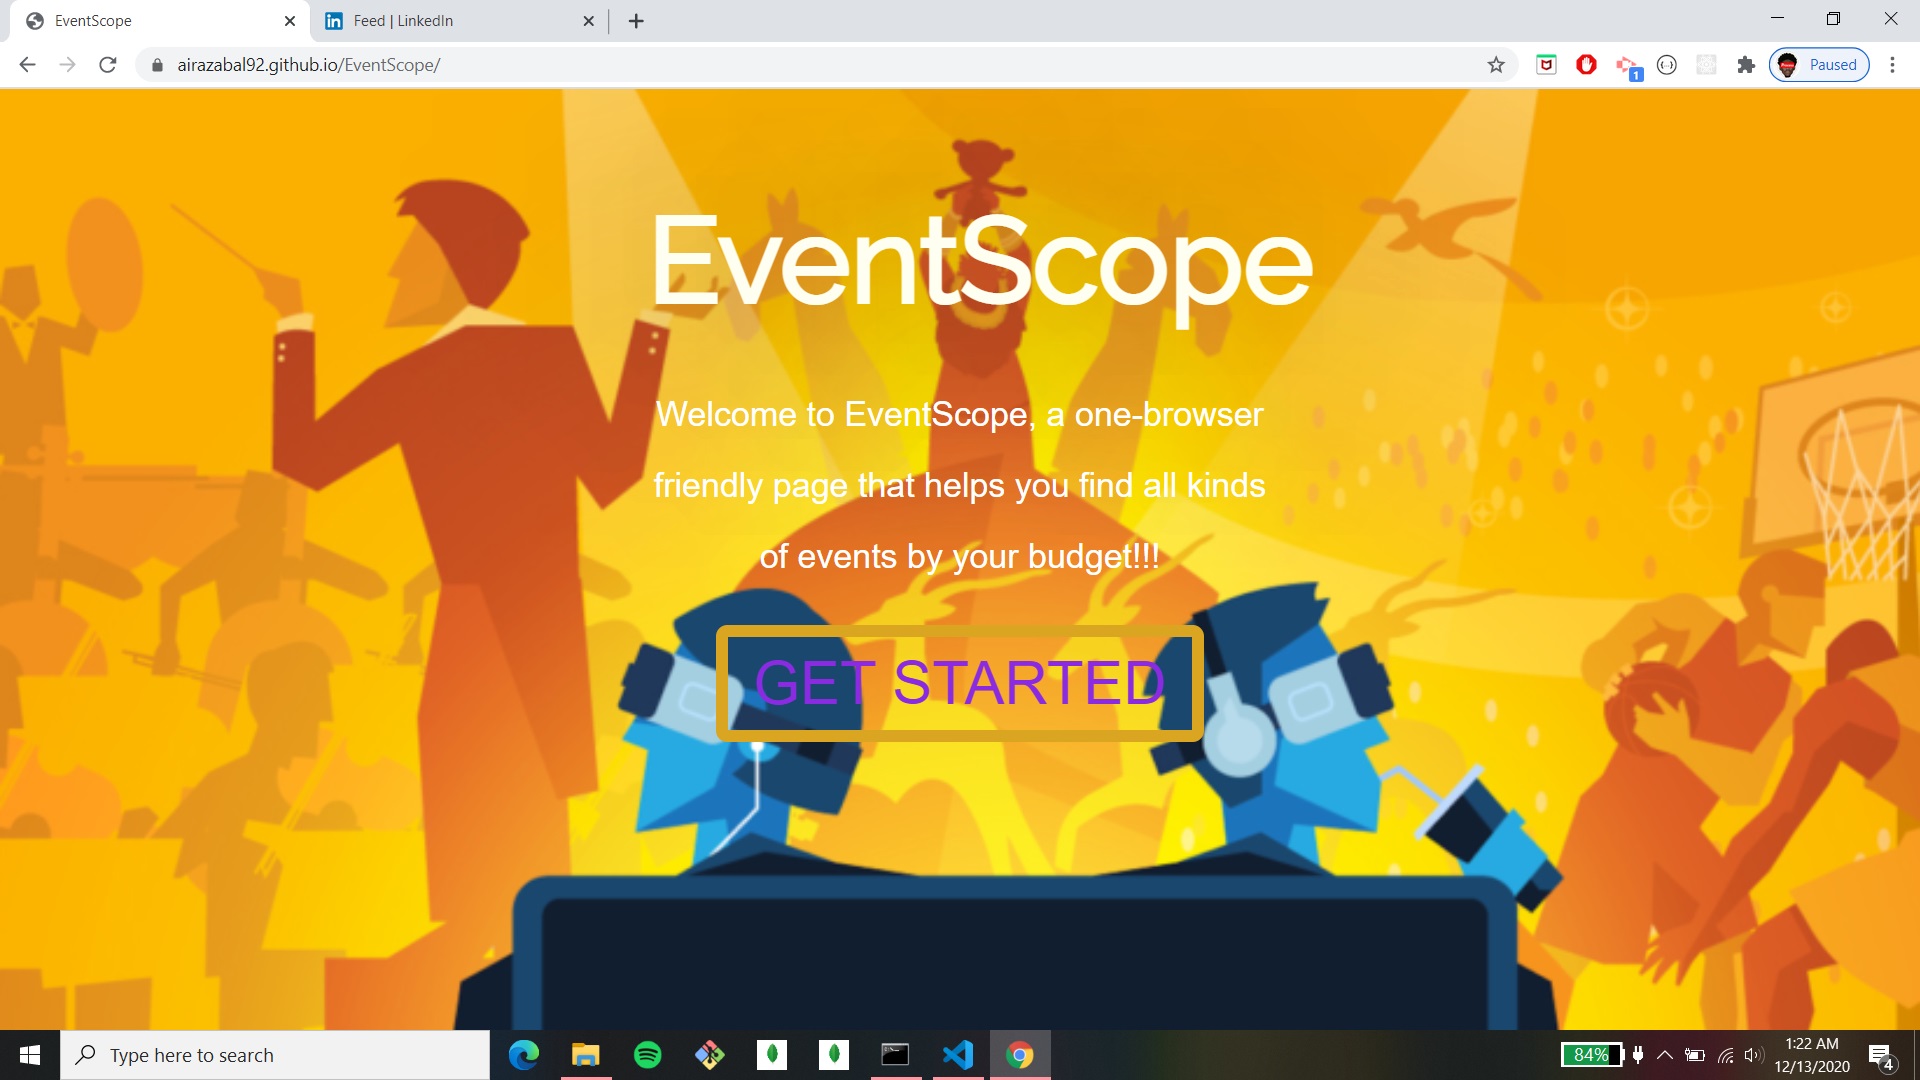 EventScope
Feed | LinkedIn
airazabal92.github.io/EventScope/
1
Paused
EventScope
Welcome to EventScope, a one-browser
friendly page that helps you find all kinds
of events by your budget!!!
GET STARTED
Type here to search
84%
1:22 AM
12/13/2020
4